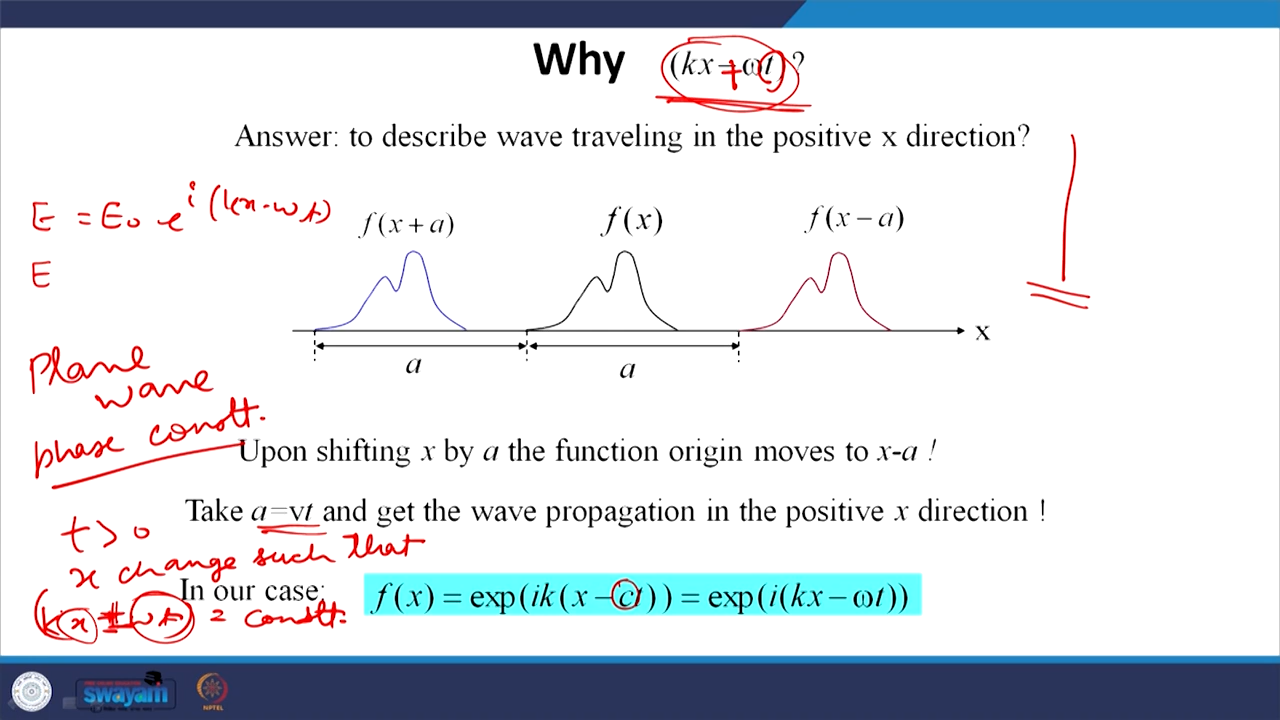 Why (kx − ωt)?
+
Answer: to describe wave traveling in the positive x direction?
E = E₀ e^i(kx-ωt)
E
f(x + a)
f(x)
f(x − a)
x
a
a
Plane
wave
phase constt.
Upon shifting x by a the function origin moves to x-a !
Take a=vt and get the wave propagation in the positive x direction !
t > 0
x change such that
In our case:
f(x) = exp(ik(x − ct)) = exp(i(kx − ωt))
(kx ± ωt) = constt.
swayam
NPTEL